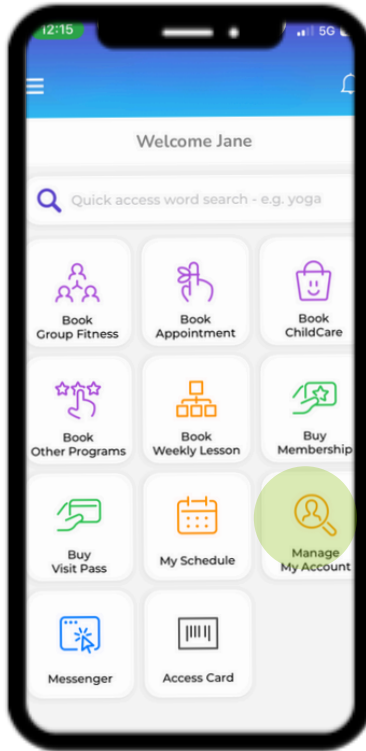 12:15
5G
Welcome Jane
Quick access word search - e.g. yoga
Book
Group Fitness
Book
Appointment
Book
ChildCare
Book
Other Programs
Book
Weekly Lesson
Buy
Membership
Buy
Visit Pass
My Schedule
Manage
My Account
Messenger
Access Card